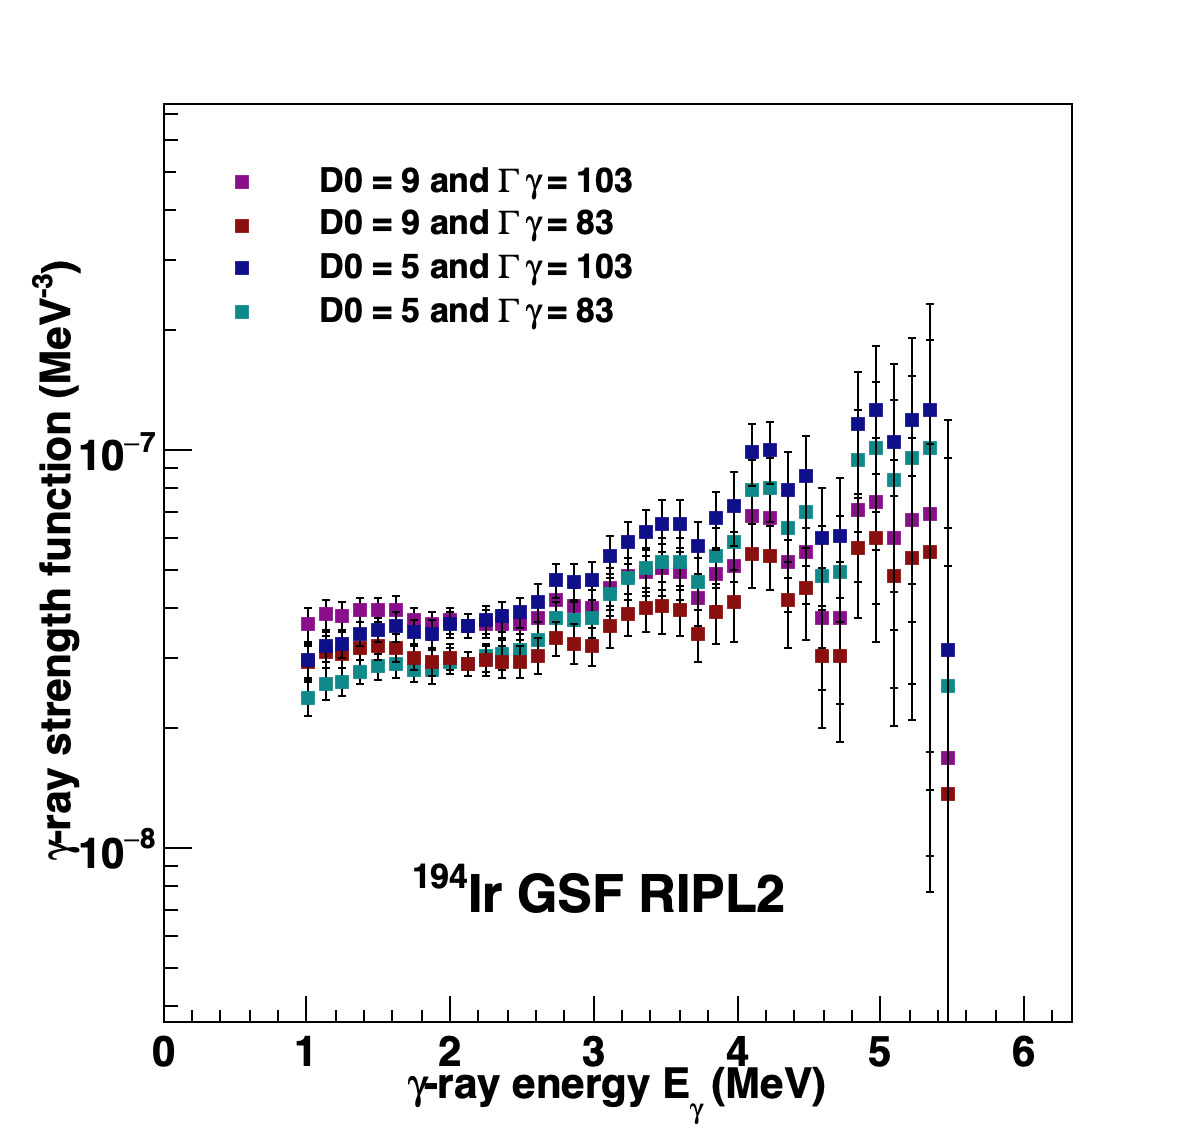 D0 = 9 and Γ γ = 103
D0 = 9 and Γ γ = 83
D0 = 5 and Γ γ = 103
D0 = 5 and Γ γ = 83
γ-ray strength function (MeV⁻³)
10⁻⁷
10⁻⁸
¹⁹⁴Ir GSF RIPL2
0 1 2 3 4 5 6
γ-ray energy Eᵧ (MeV)